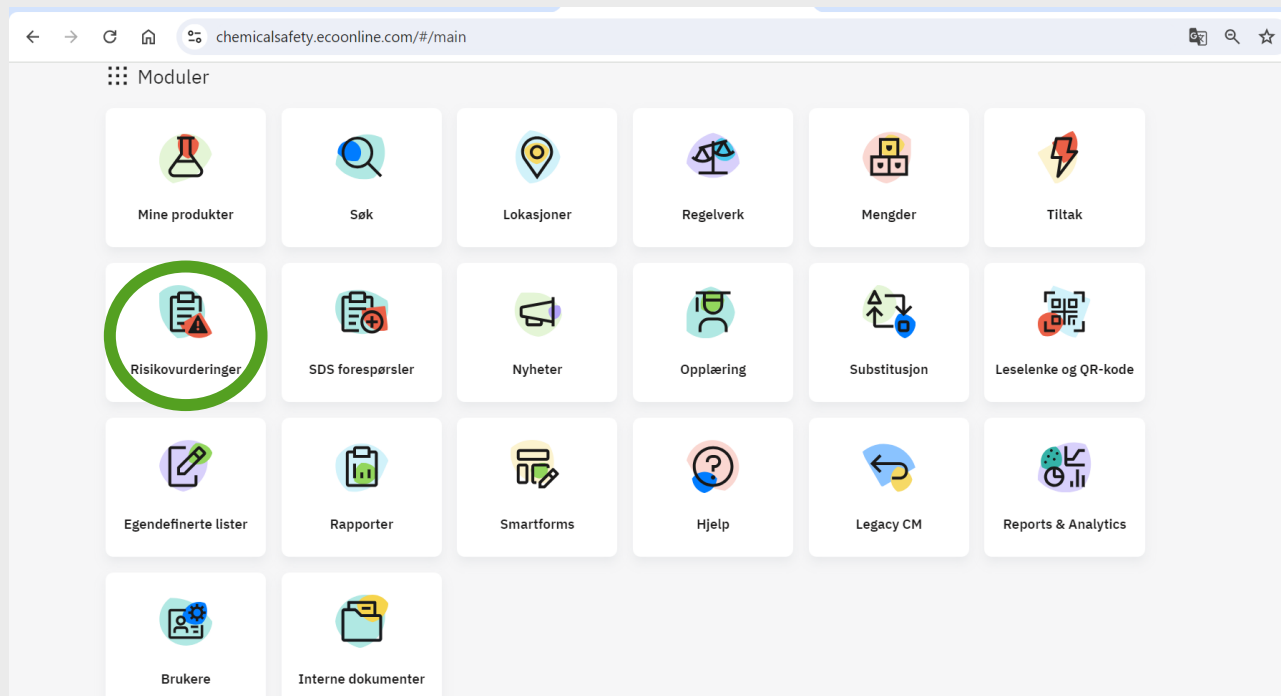 chemicalsafety.ecoonline.com/#/main
Moduler
Mine produkter
Søk
Lokasjoner
Regelverk
Mengder
Tiltak
Risikovurderinger
SDS forespørsler
Nyheter
Opplæring
Substitusjon
Leselenke og QR-kode
Egendefinerte lister
Rapporter
Smartforms
Hjelp
Legacy CM
Reports & Analytics
Brukere
Interne dokumenter